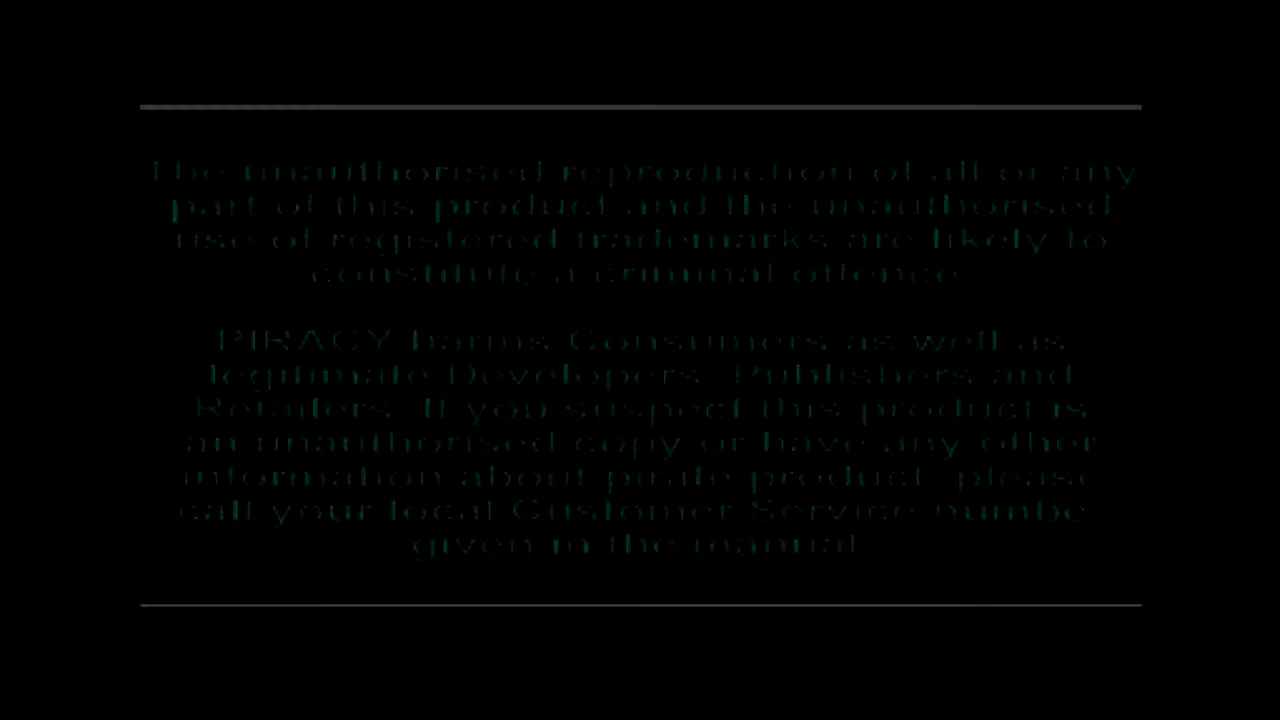 The unauthorised reproduction of all or any
part of this product and the unauthorised
use of registered trademarks are likely to
constitute a criminal offence
PIRACY harms Consumers as well as
legitimate Developers Publishers and
Retailers If you suspect this product is
an unauthorised copy or have any other
information about pirate product please
call your local Customer Service numbe
given in the manual